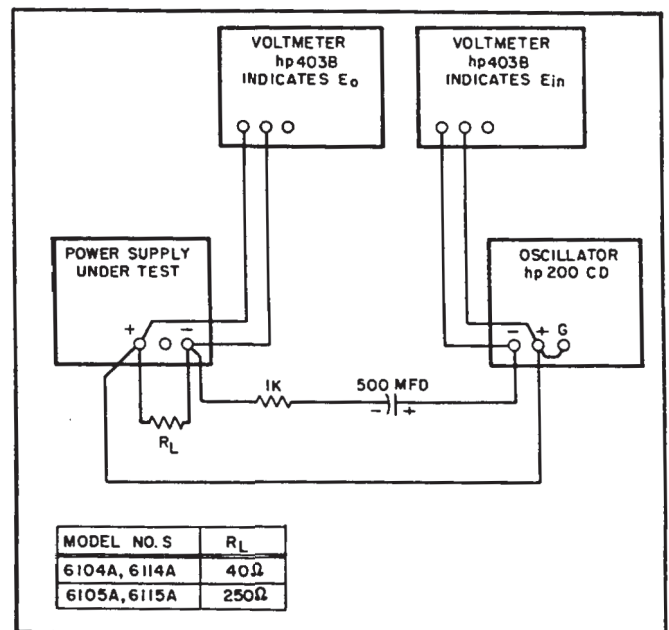 VOLTMETER
hp403B
INDICATES Eo
VOLTMETER
hp403B
INDICATES Ein
POWER SUPPLY
UNDER TEST
+ -
OSCILLATOR
hp 200 CD
- + G
1K
500 MFD
- +
RL
MODEL NO. S RL
6104A, 6114A 40Ω
6105A, 6115A 250Ω